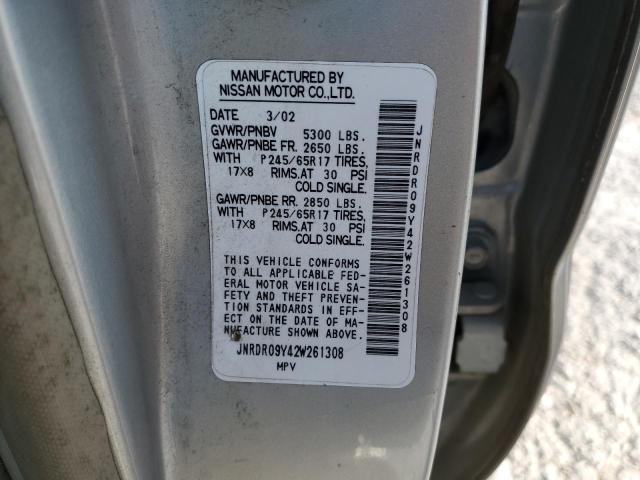 MANUFACTURED BY
NISSAN MOTOR CO.,LTD.
DATE 3/02
GVWR/PNBV 5300 LBS.
GAWR/PNBE FR. 2650 LBS.
WITH P245/65R17 TIRES,
17X8 RIMS.AT 30 PSI
COLD SINGLE.
GAWR/PNBE RR. 2850 LBS.
WITH P245/65R17 TIRES,
17X8 RIMS.AT 30 PSI
COLD SINGLE.
THIS VEHICLE CONFORMS
TO ALL APPLICABLE FED-
ERAL MOTOR VEHICLE SA-
FETY AND THEFT PREVEN-
TION STANDARDS IN EFF-
ECT ON THE DATE OF MA-
NUFACTURE SHOWN ABOVE.
JNRDR09Y42W261308
MPV
JNRDR09Y42W261308